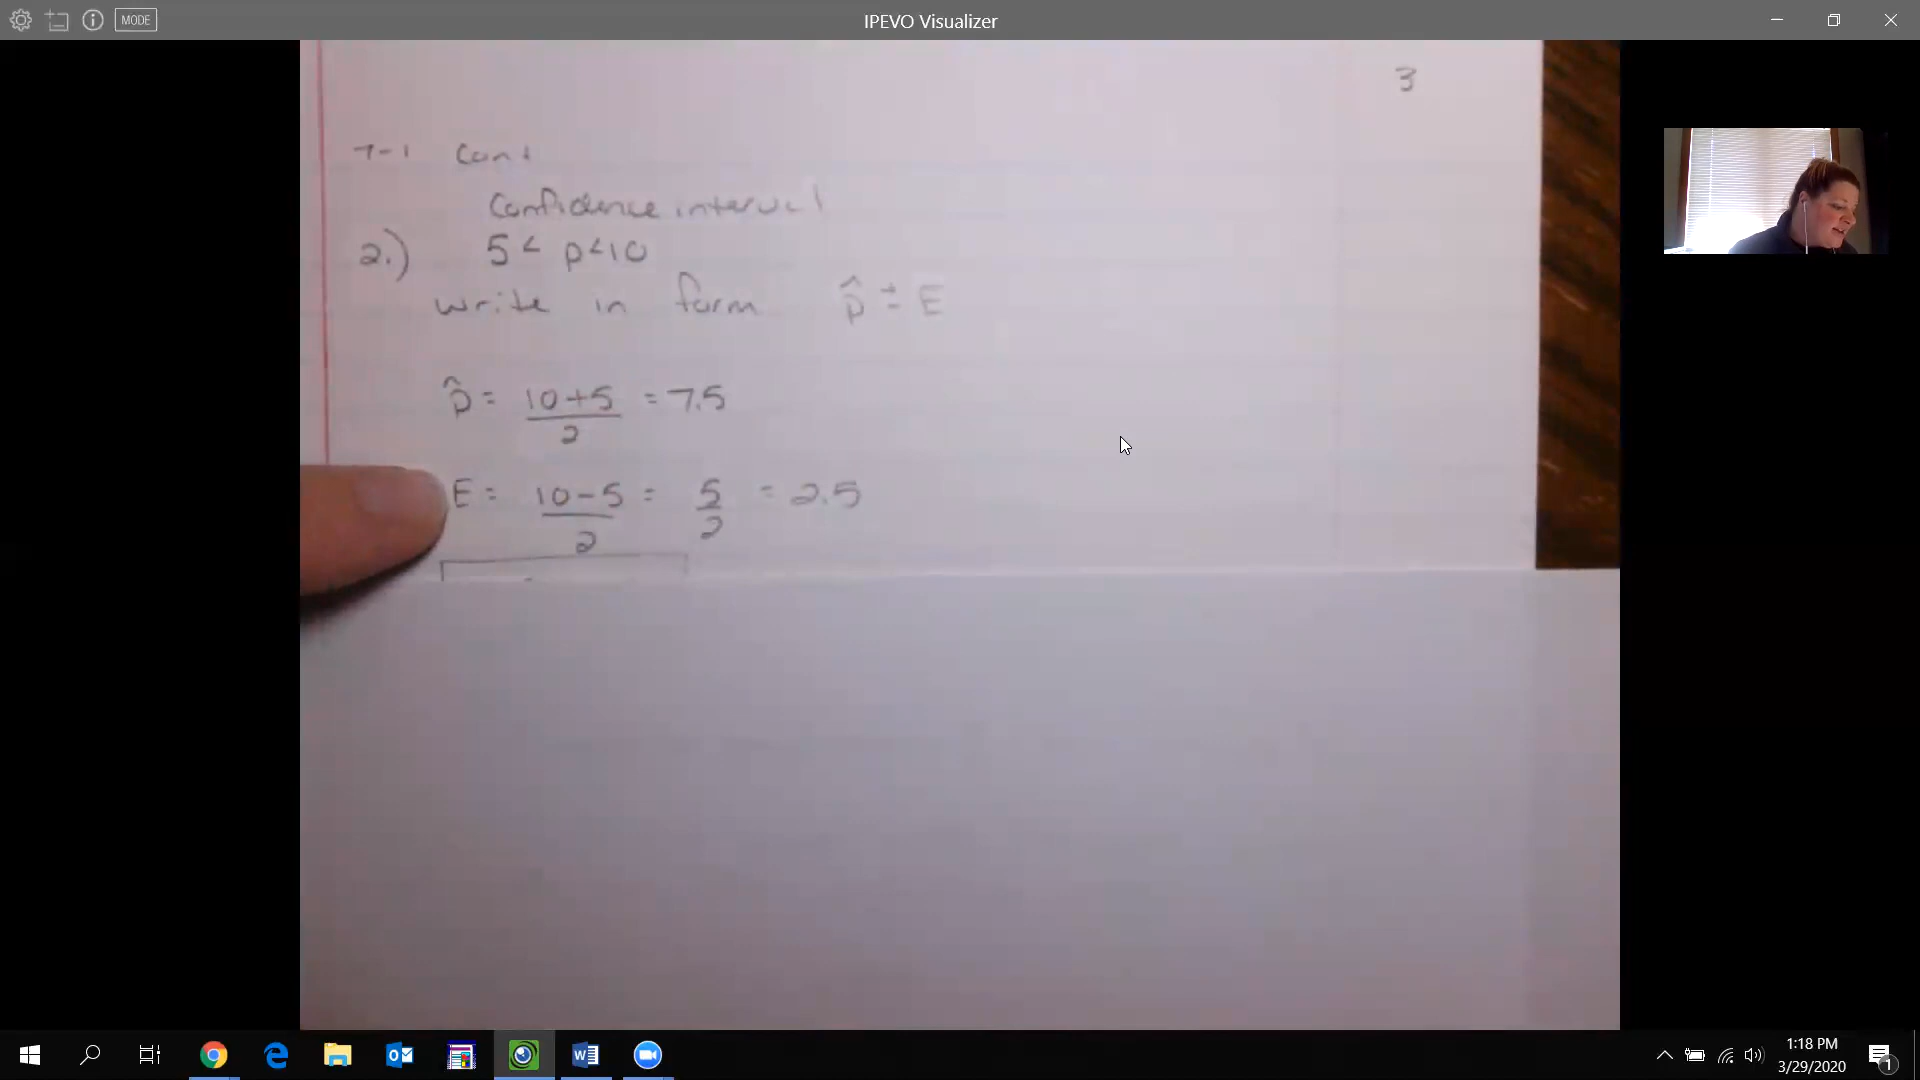 MODE
IPEVO Visualizer
3
7-1 Cont
Confidence interval
2.) 5 < p < 10
write in form p̂ ± E
p̂ = 10+5 / 2 = 7.5
E = 10-5 / 2 = 5 / 2 = 2.5
1:18 PM
3/29/2020
1